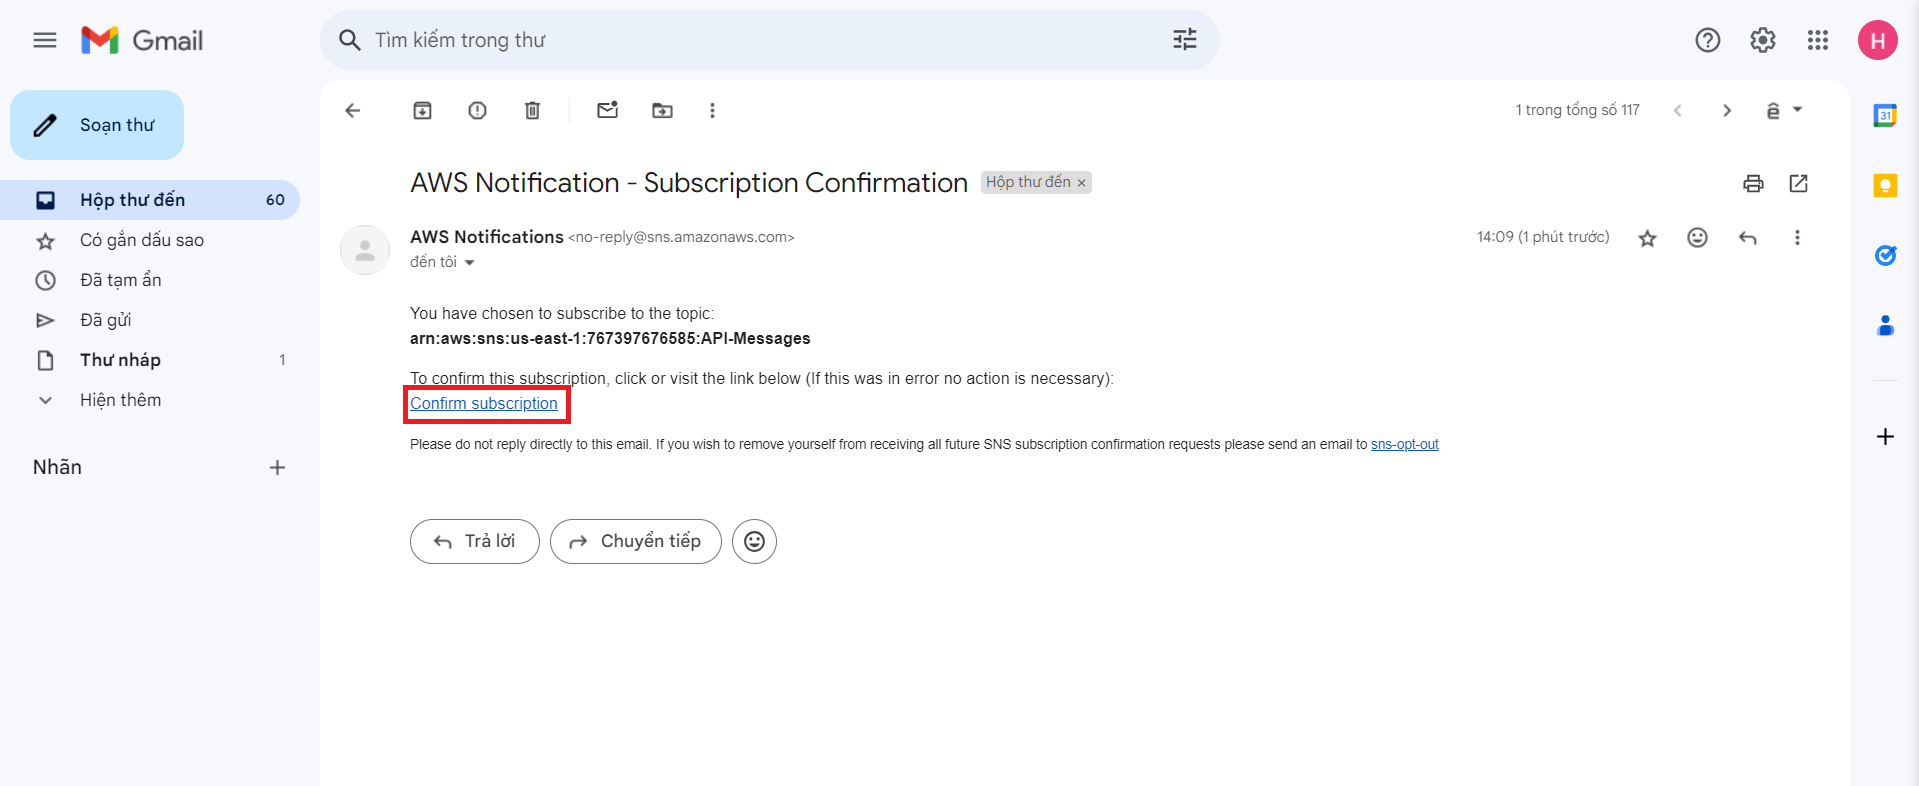 Gmail
Tìm kiếm trong thư
H
Soạn thư
1 trong tổng số 117
ê
31
Hộp thư đến 60
Có gắn dấu sao
Đã tạm ẩn
Đã gửi
Thư nháp 1
Hiện thêm
Nhãn
AWS Notification - Subscription Confirmation Hộp thư đến ×
AWS Notifications <no-reply@sns.amazonaws.com> 14:09 (1 phút trước)
đến tôi
You have chosen to subscribe to the topic:
arn:aws:sns:us-east-1:767397676585:API-Messages
To confirm this subscription, click or visit the link below (If this was in error no action is necessary):
Confirm subscription
Please do not reply directly to this email. If you wish to remove yourself from receiving all future SNS subscription confirmation requests please send an email to sns-opt-out
Trả lời
Chuyển tiếp